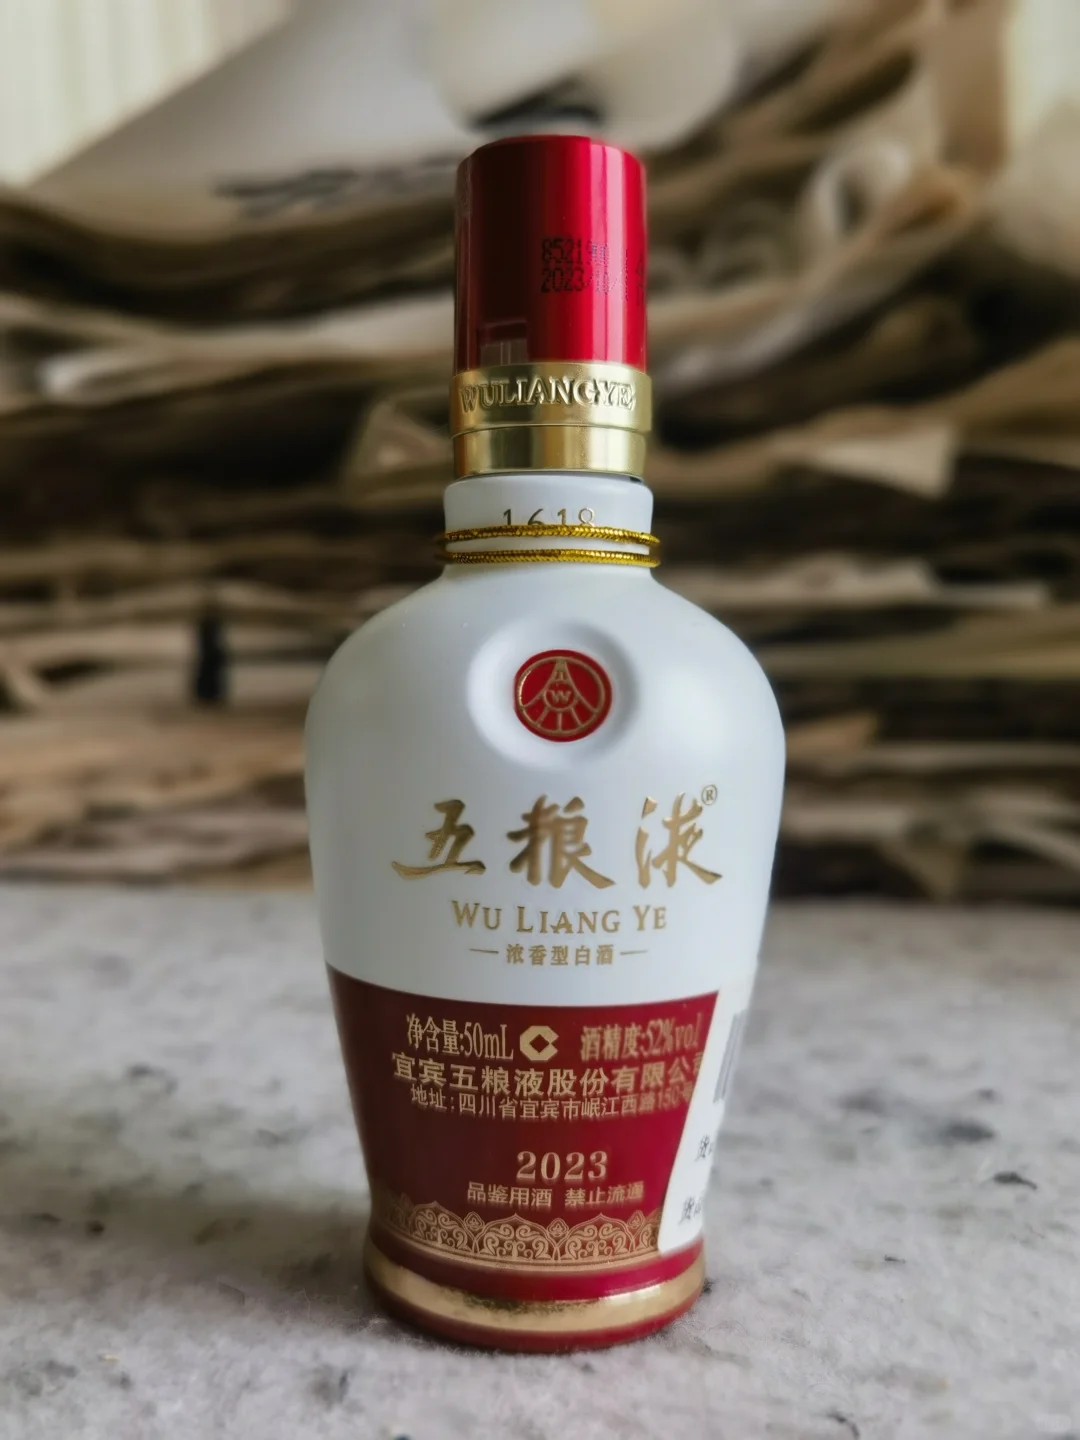 WULIANGYE
1618
W
五粮液®
WU LIANG YE
浓香型白酒
净含量:50mL 酒精度:52%vol
宜宾五粮液股份有限公
地址:四川省宜宾市岷江西路150号
2023
品鉴用酒 禁止流通